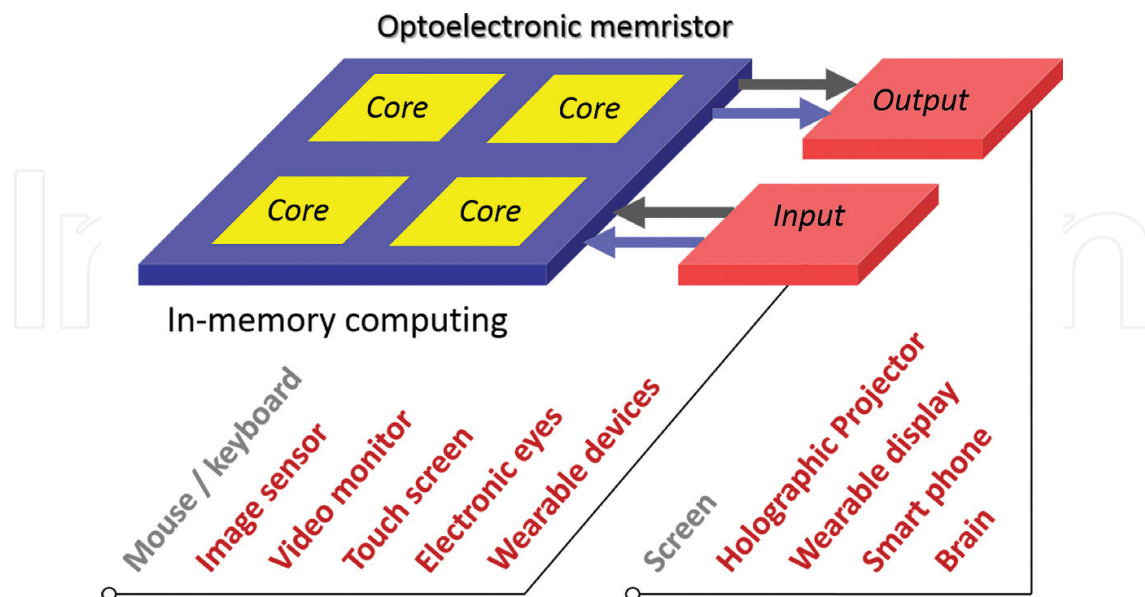 Optoelectronic memristor
Core
Core
Output
Core
Core
Input
In-memory computing
Mouse / keyboard
Image sensor
Video monitor
Touch screen
Electronic eyes
Wearable devices
Screen
Holographic Projector
Wearable display
Smart phone
Brain